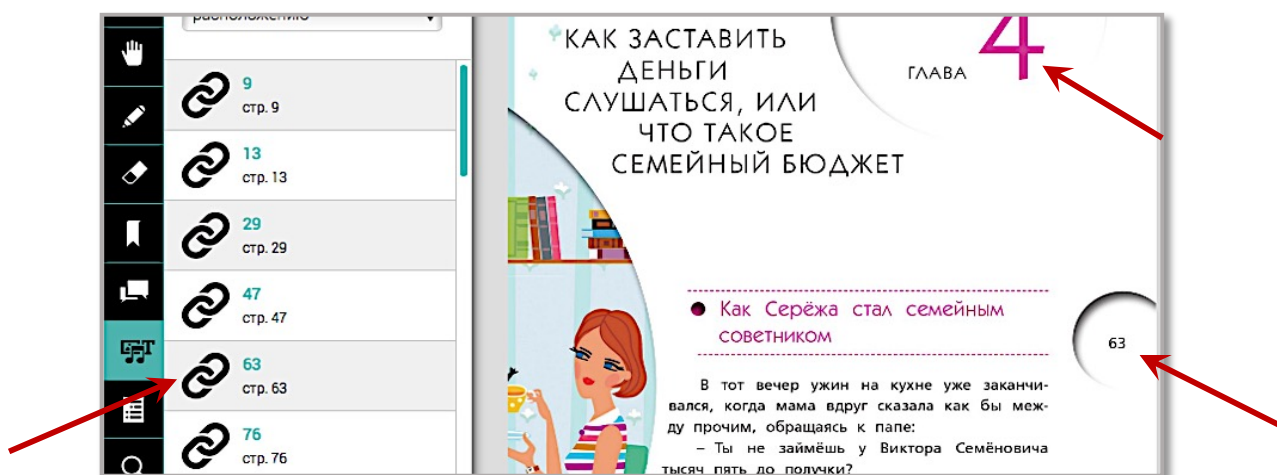 расположению
9
стр. 9
13
стр. 13
29
стр. 29
47
стр. 47
63
стр. 63
76
стр. 76
КАК ЗАСТАВИТЬ
ДЕНЬГИ
СЛУШАТЬСЯ, ИЛИ
ЧТО ТАКОЕ
СЕМЕЙНЫЙ БЮДЖЕТ
ГЛАВА 4
Как Серёжа стал семейным
советником
63
В тот вечер ужин на кухне уже заканчи-
вался, когда мама вдруг сказала как бы меж-
ду прочим, обращаясь к папе:
– Ты не займёшь у Виктора Семёновича
тысяч пять до получки?